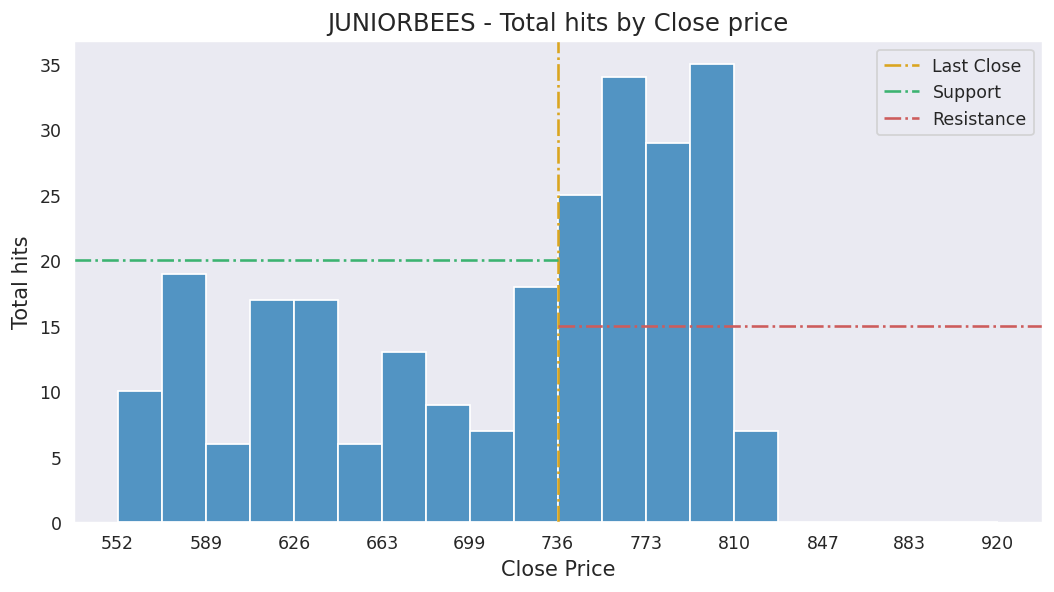 JUNIORBEES - Total hits by Close price
Last Close
Support
Resistance
Total hits
35
30
25
20
15
10
5
0
552 589 626 663 699 736 773 810 847 883 920
Close Price